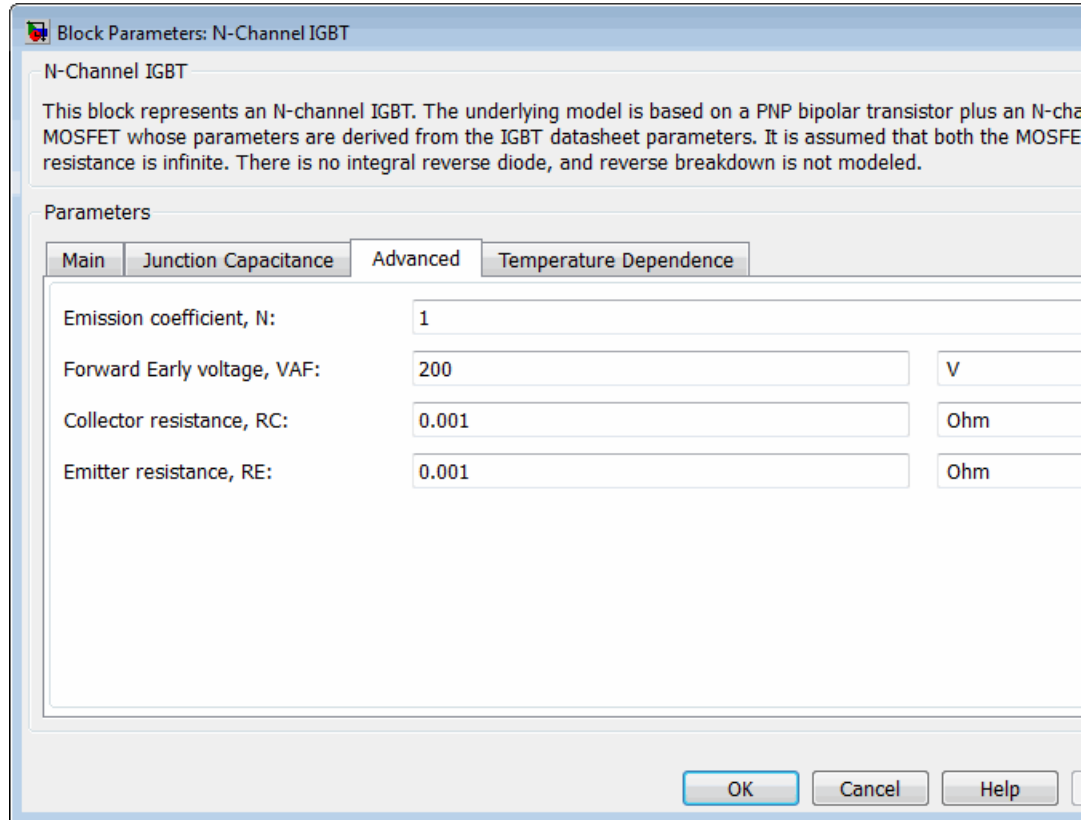 Block Parameters: N-Channel IGBT
N-Channel IGBT
This block represents an N-channel IGBT. The underlying model is based on a PNP bipolar transistor plus an N-cha
MOSFET whose parameters are derived from the IGBT datasheet parameters. It is assumed that both the MOSFE
resistance is infinite. There is no integral reverse diode, and reverse breakdown is not modeled.
Parameters
Main Junction Capacitance Advanced Temperature Dependence
Emission coefficient, N: 1
Forward Early voltage, VAF: 200 V
Collector resistance, RC: 0.001 Ohm
Emitter resistance, RE: 0.001 Ohm
OK Cancel Help